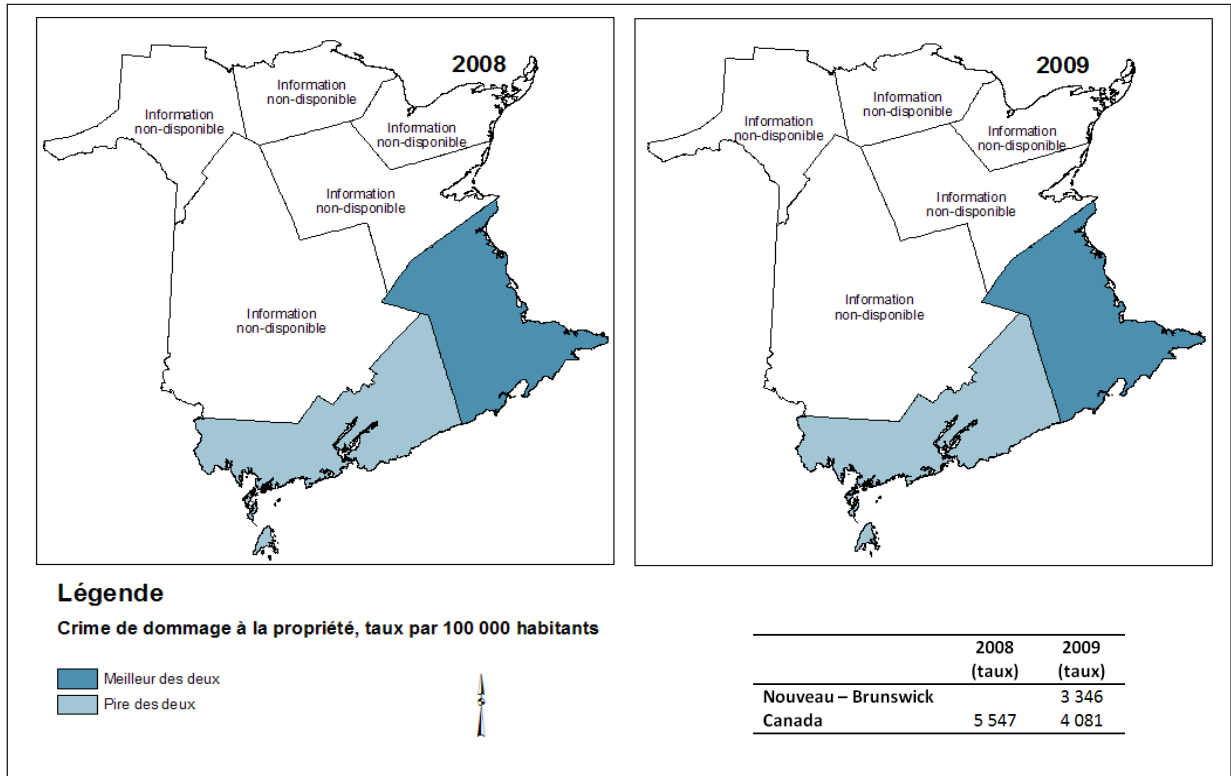 2008
Information
non-disponible
Information
non-disponible
Information
non-disponible
Information
non-disponible
Information
non-disponible
2009
Information
non-disponible
Information
non-disponible
Information
non-disponible
Information
non-disponible
Information
non-disponible
Légende
Crime de dommage à la propriété, taux par 100 000 habitants
Meilleur des deux
Pire des deux
2008 2009
(taux) (taux)
Nouveau – Brunswick 3 346
Canada 5 547 4 081